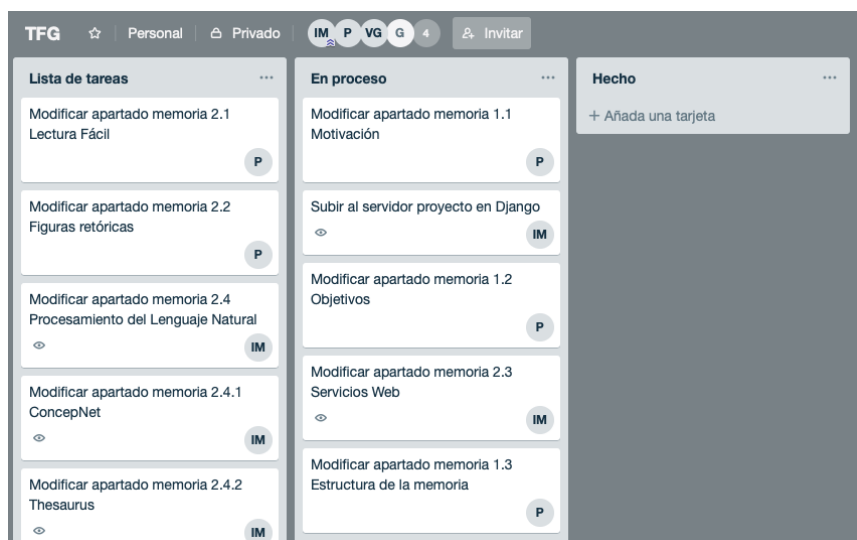 TFG Personal Privado IM P VG G 4 Invitar
Lista de tareas
Modificar apartado memoria 2.1
Lectura Fácil
P
Modificar apartado memoria 2.2
Figuras retóricas
P
Modificar apartado memoria 2.4
Procesamiento del Lenguaje Natural
IM
Modificar apartado memoria 2.4.1
ConcepNet
IM
Modificar apartado memoria 2.4.2
Thesaurus
IM
En proceso
Modificar apartado memoria 1.1
Motivación
P
Subir al servidor proyecto en Django
IM
Modificar apartado memoria 1.2
Objetivos
P
Modificar apartado memoria 2.3
Servicios Web
IM
Modificar apartado memoria 1.3
Estructura de la memoria
P
Hecho
+ Añada una tarjeta